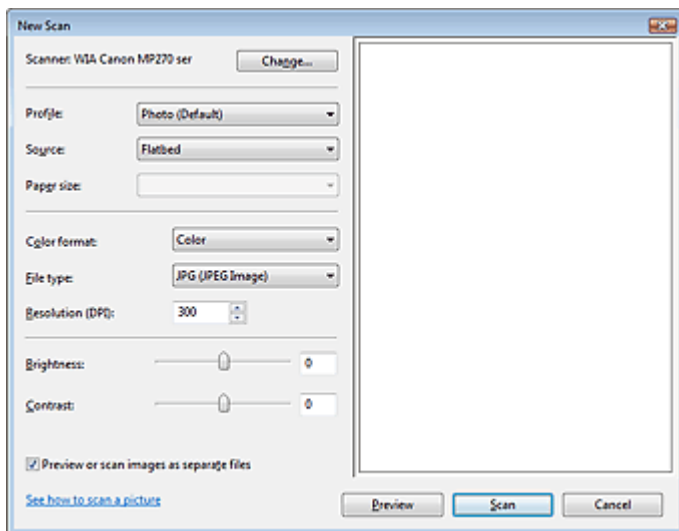 New Scan
Scanner: WIA Canon MP270 ser Change...
Profile: Photo (Default)
Source: Flatbed
Paper size:
Color format: Color
File type: JPG (JPEG Image)
Resolution (DPI): 300
Brightness: 0
Contrast: 0
Preview or scan images as separate files
See how to scan a picture
Preview Scan Cancel